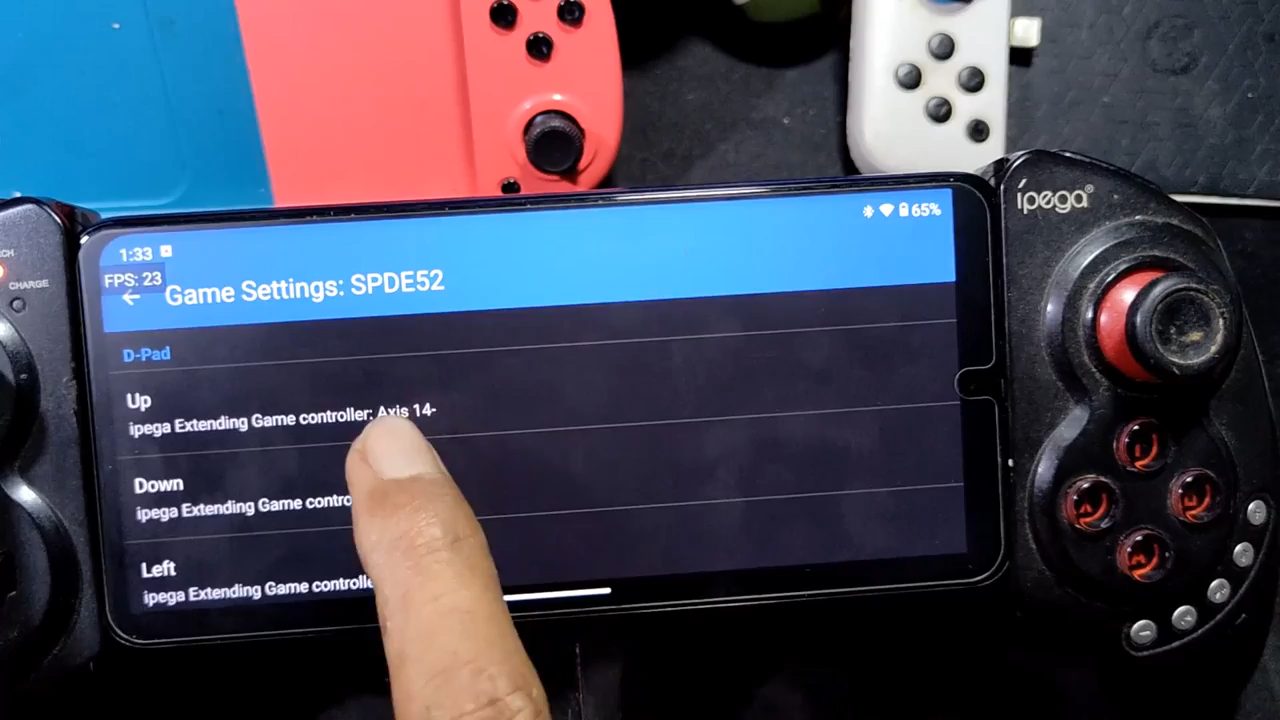 ípega®
CHARGE
1:33
65%
FPS: 23
Game Settings: SPDE52
D-Pad
Up
ipega Extending Game controller: Axis 14-
Down
ipega Extending Game contro
Left
ipega Extending Game controlle